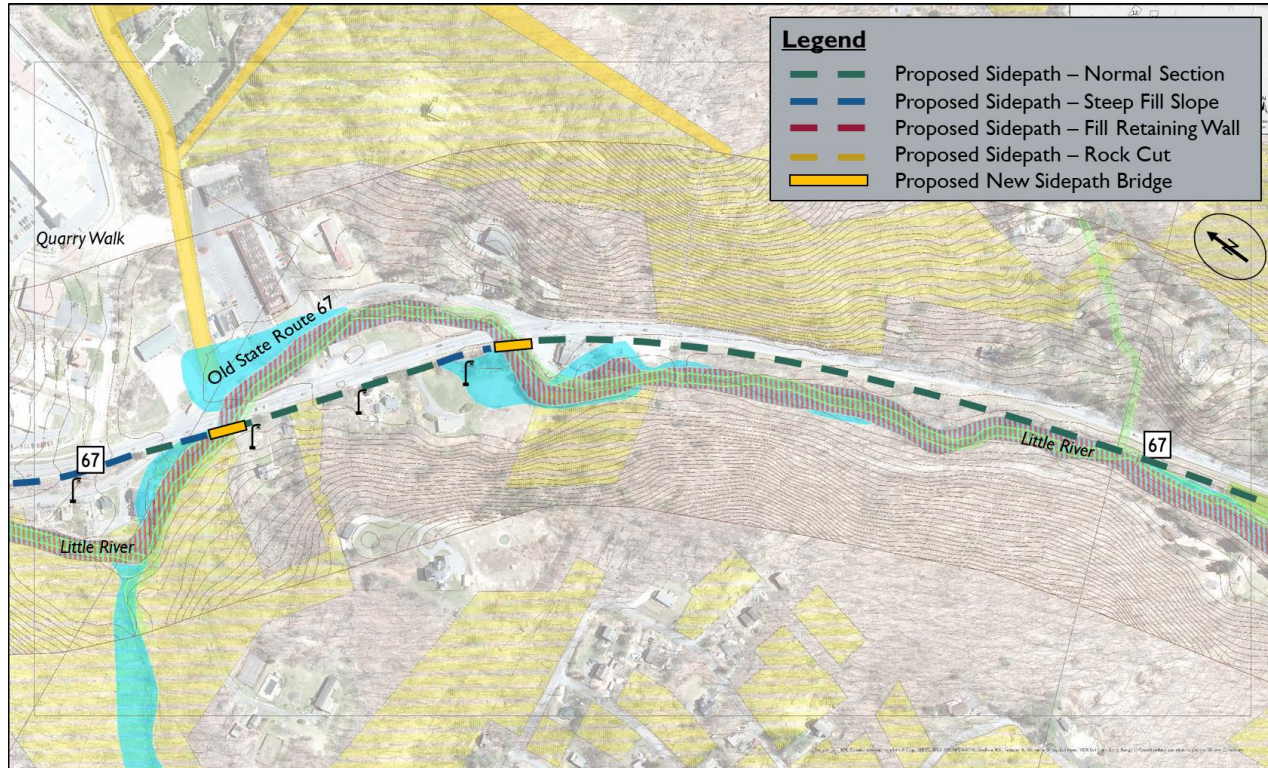 Legend
Proposed Sidepath – Normal Section
Proposed Sidepath – Steep Fill Slope
Proposed Sidepath – Fill Retaining Wall
Proposed Sidepath – Rock Cut
Proposed New Sidepath Bridge
N
Quarry Walk
Old State Route 67
67
Little River
67
Little River